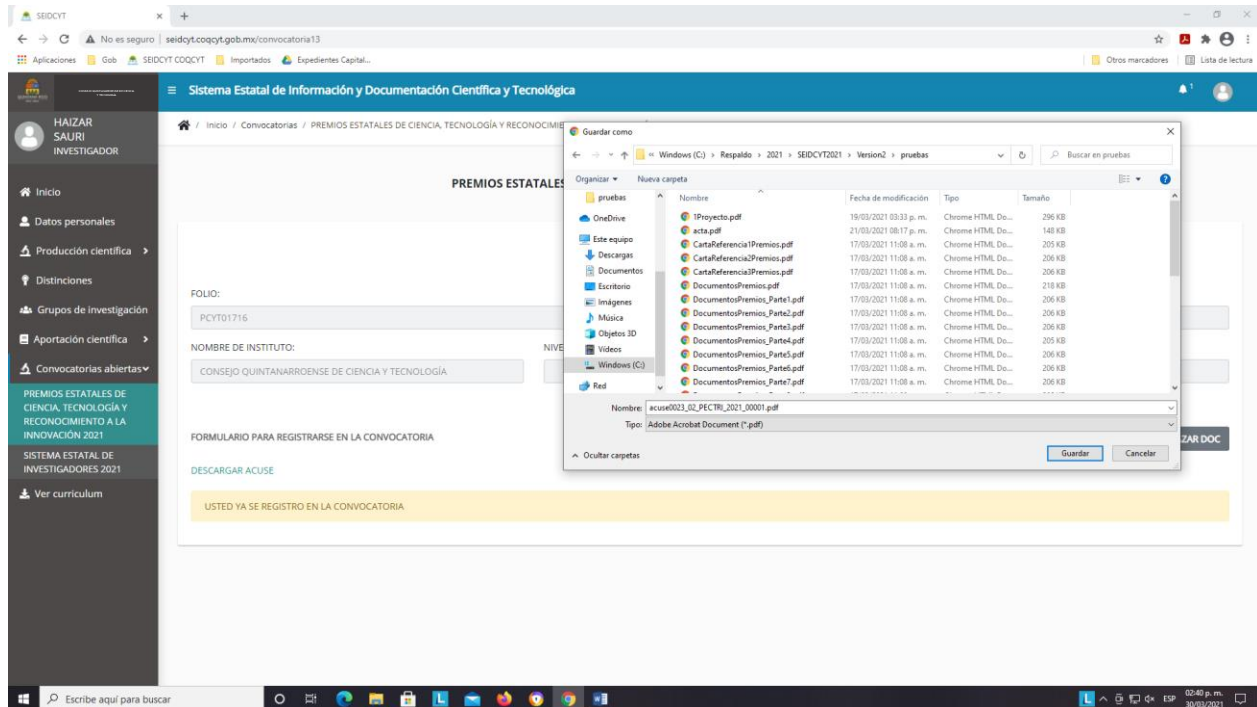 SEIDCYT
No es seguro | seidcyt.coqcyt.gob.mx/convocatoria13
Aplicaciones Gob SEIDCYT COQCYT Importados Expedientes Capital... Otros marcadores Lista de lectura
Sistema Estatal de Información y Documentación Científica y Tecnológica 1
HAIZAR
SAURI
INVESTIGADOR
Inicio
Datos personales
Producción científica
Distinciones
Grupos de investigación
Aportación científica
Convocatorias abiertas
PREMIOS ESTATALES DE
CIENCIA, TECNOLOGÍA Y
RECONOCIMIENTO A LA
INNOVACIÓN 2021
SISTEMA ESTATAL DE
INVESTIGADORES 2021
Ver curriculum
/ Inicio / Convocatorias / PREMIOS ESTATALES DE CIENCIA, TECNOLOGÍA Y RECONOCIMIE
PREMIOS ESTATALES
FOLIO:
PCYT01716
NOMBRE DE INSTITUTO: NIVE
CONSEJO QUINTANARROENSE DE CIENCIA Y TECNOLOGÍA
FORMULARIO PARA REGISTRARSE EN LA CONVOCATORIA
ZAR DOC
DESCARGAR ACUSE
USTED YA SE REGISTRO EN LA CONVOCATORIA
Guardar como
« Windows (C:) > Respaldo > 2021 > SEIDCYT2021 > Version2 > pruebas Buscar en pruebas
Organizar Nueva carpeta
pruebas
OneDrive
Este equipo
Descargas
Documentos
Escritorio
Imágenes
Música
Objetos 3D
Vídeos
Windows (C:)
Red
Nombre Fecha de modificación Tipo Tamaño
1Proyecto.pdf 19/03/2021 03:33 p. m. Chrome HTML Do... 296 KB
acta.pdf 21/03/2021 08:17 p. m. Chrome HTML Do... 148 KB
CartaReferencia1Premios.pdf 17/03/2021 11:08 a. m. Chrome HTML Do... 205 KB
CartaReferencia2Premios.pdf 17/03/2021 11:08 a. m. Chrome HTML Do... 206 KB
CartaReferencia3Premios.pdf 17/03/2021 11:08 a. m. Chrome HTML Do... 206 KB
DocumentosPremios.pdf 17/03/2021 11:08 a. m. Chrome HTML Do... 218 KB
DocumentosPremios_Parte1.pdf 17/03/2021 11:08 a. m. Chrome HTML Do... 206 KB
DocumentosPremios_Parte2.pdf 17/03/2021 11:08 a. m. Chrome HTML Do... 206 KB
DocumentosPremios_Parte3.pdf 17/03/2021 11:08 a. m. Chrome HTML Do... 206 KB
DocumentosPremios_Parte4.pdf 17/03/2021 11:08 a. m. Chrome HTML Do... 205 KB
DocumentosPremios_Parte5.pdf 17/03/2021 11:08 a. m. Chrome HTML Do... 206 KB
DocumentosPremios_Parte6.pdf 17/03/2021 11:08 a. m. Chrome HTML Do... 206 KB
DocumentosPremios_Parte7.pdf 17/03/2021 11:08 a. m. Chrome HTML Do... 206 KB
Nombre: acuse0023_02_PECTRI_2021_00001.pdf
Tipo: Adobe Acrobat Document (*.pdf)
Ocultar carpetas Guardar Cancelar
Escribe aquí para buscar
ESP 02:40 p. m.
30/03/2021